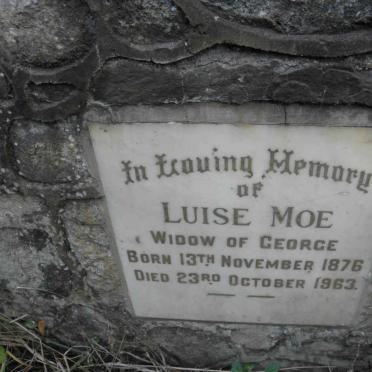 In Loving Memory
of
LUISE MOE
WIDOW OF GEORGE
BORN 13TH NOVEMBER 1876
DIED 23RD OCTOBER 1963.